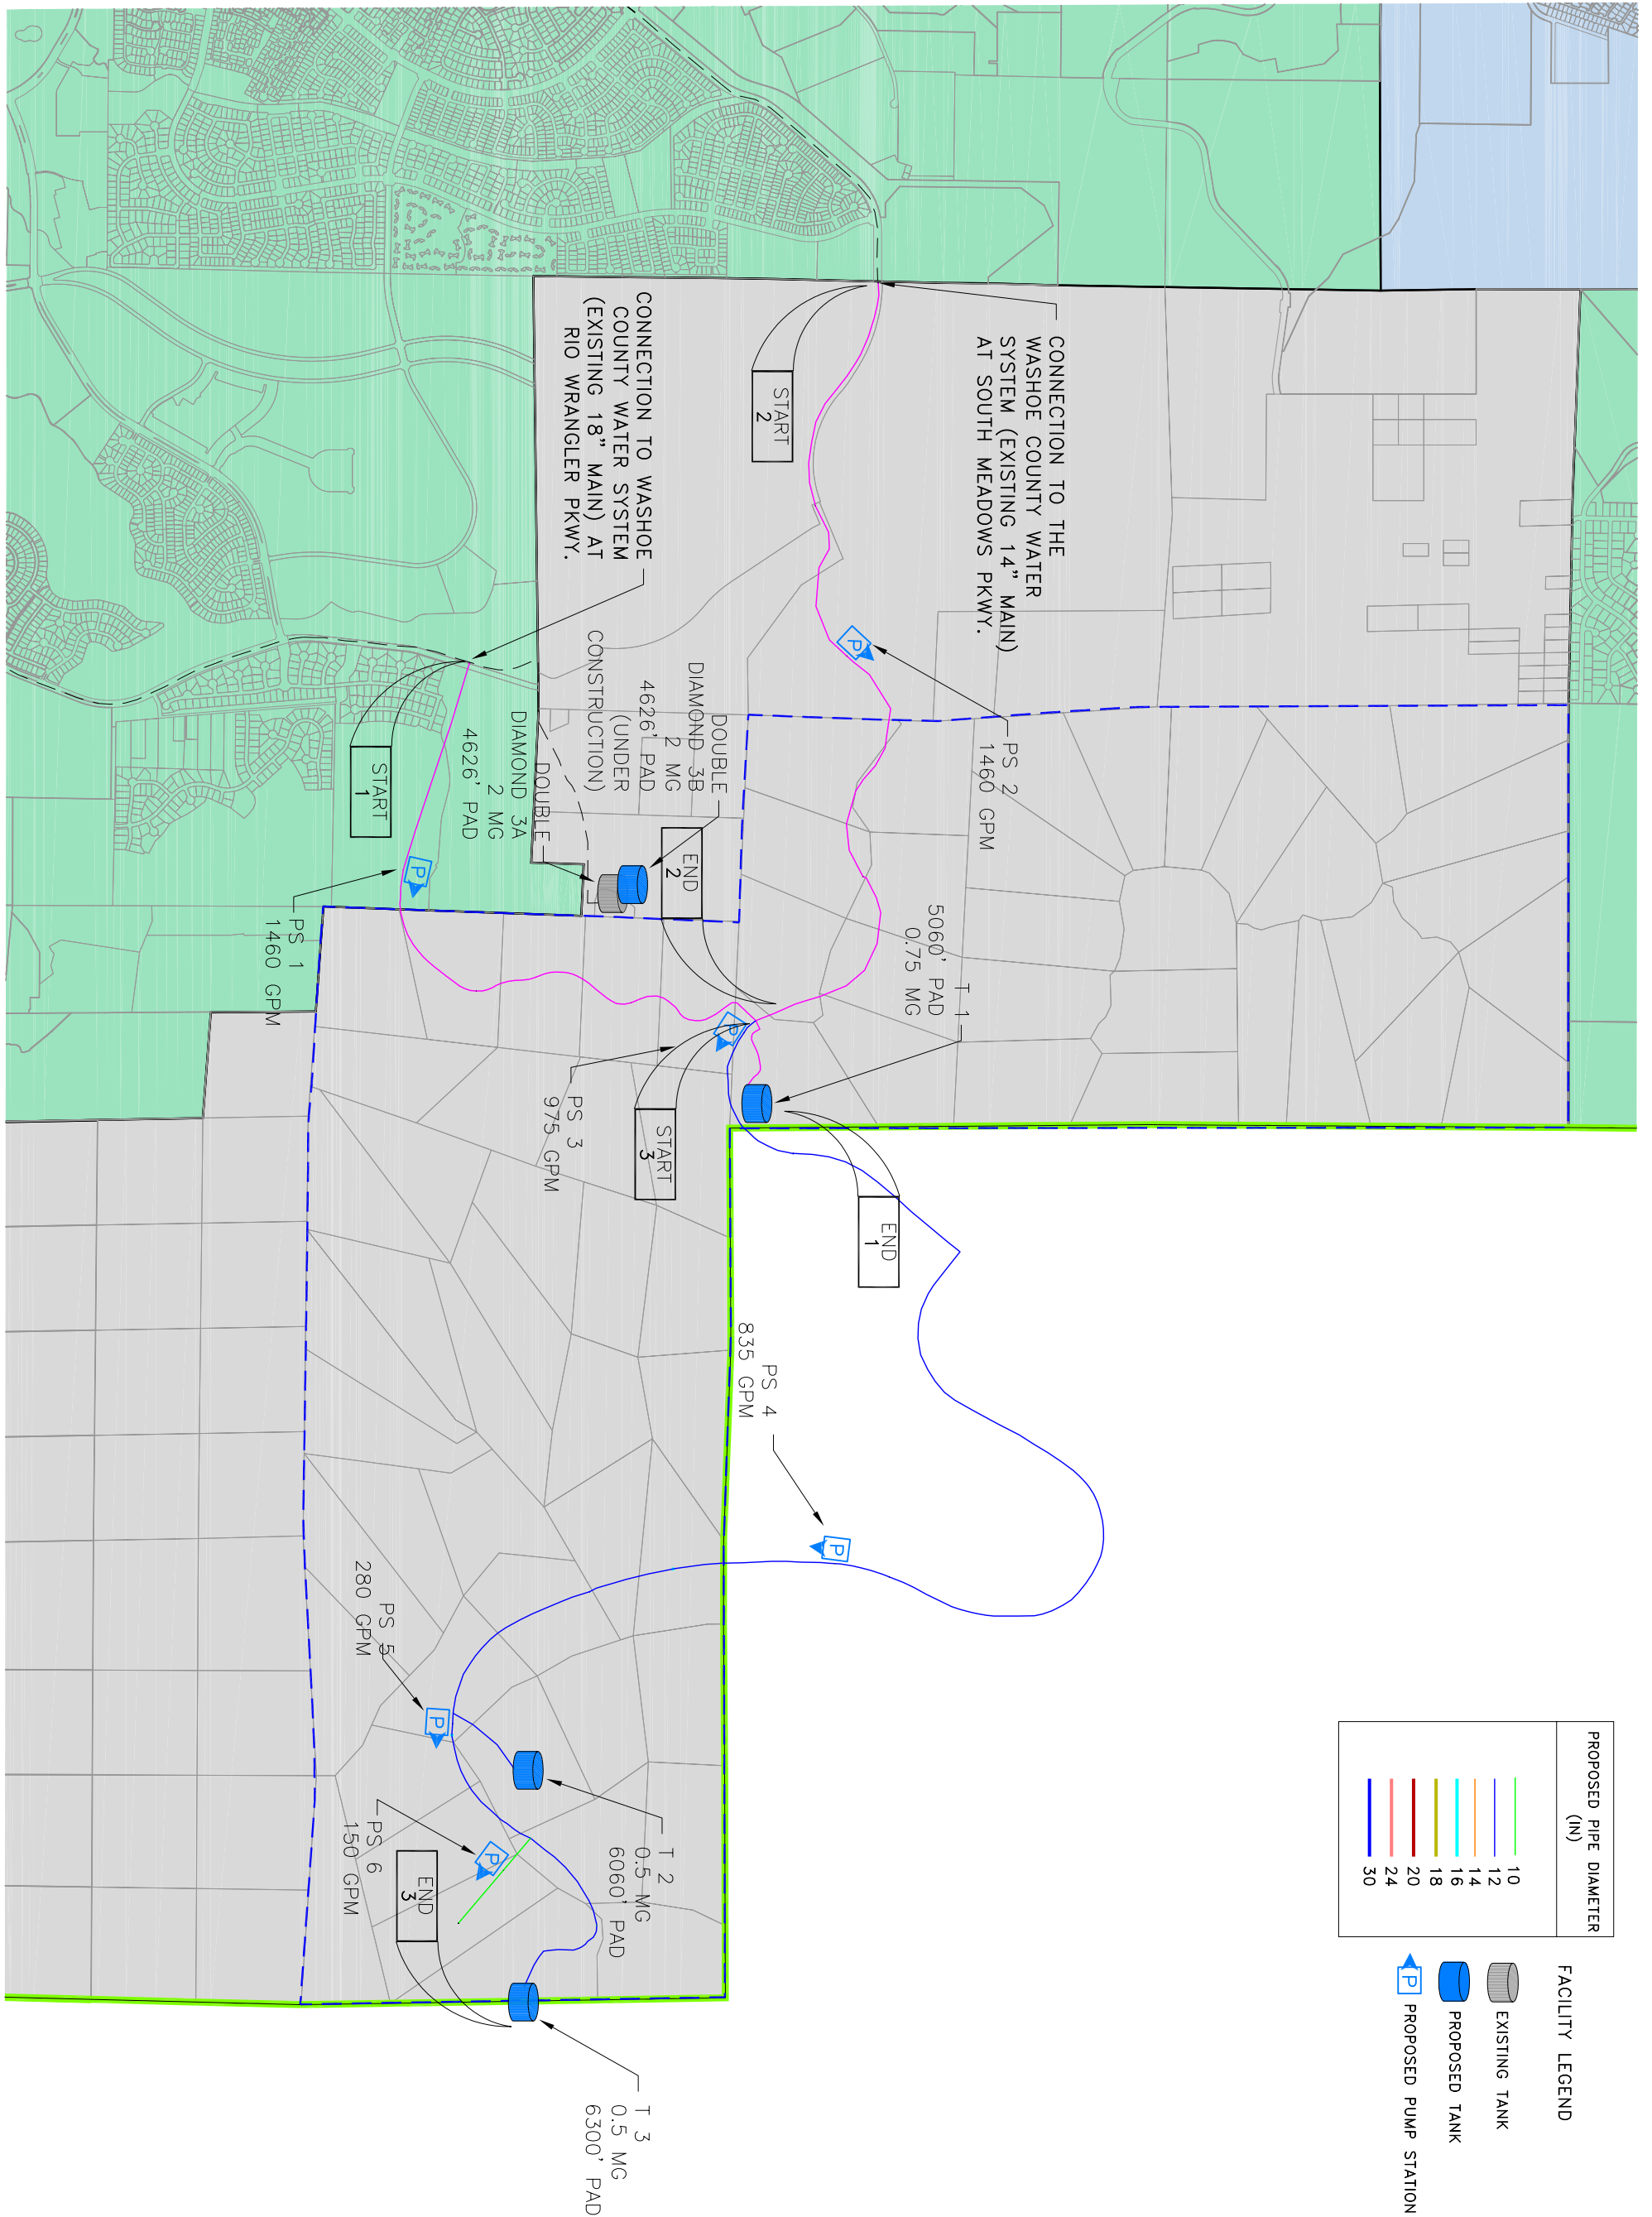 CONNECTION TO THE
WASHOE COUNTY WATER
SYSTEM (EXISTING 14" MAIN)
AT SOUTH MEADOWS PKWY.
START
2
CONNECTION TO WASHOE
COUNTY WATER SYSTEM
(EXISTING 18" MAIN) AT
RIO WRANGLER PKWY.
PS 2
1460 GPM
DOUBLE
DIAMOND 3B
2 MG
4626' PAD
(UNDER
CONSTRUCTION)
DOUBLE
DIAMOND 3A
2 MG
4626' PAD
START
1
END
2
T 1
5060' PAD
0.75 MG
PS 1
1460 GPM
PS 3
975 GPM
START
3
END
1
PS 4
835 GPM
PS 5
280 GPM
T 2
0.5 MG
6060' PAD
PS 6
150 GPM
END
3
T 3
0.5 MG
6300' PAD
PROPOSED PIPE DIAMETER
(IN)
10
12
14
16
18
20
24
30
FACILITY LEGEND
EXISTING TANK
PROPOSED TANK
PROPOSED PUMP STATION
P
P
P
P
P
P
P